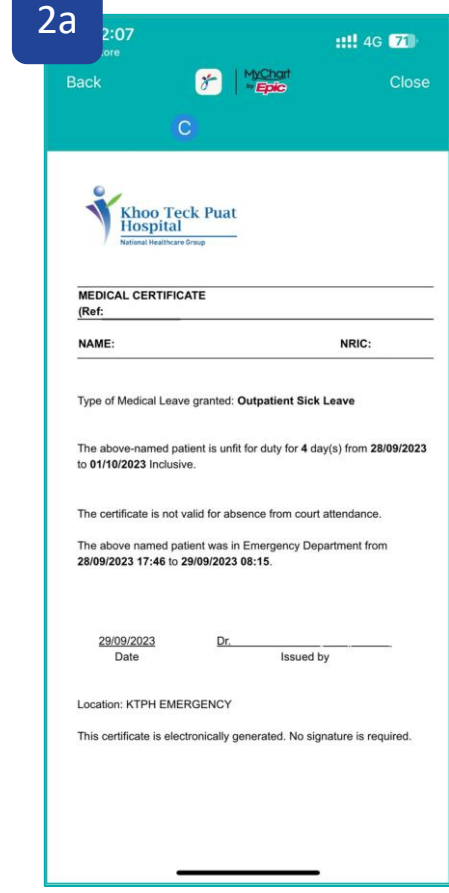 2a
2:07
ore
4G 71
Back
MyChart
by Epic
Close
C
Khoo Teck Puat
Hospital
National Healthcare Group
MEDICAL CERTIFICATE
(Ref:
NAME: NRIC:
Type of Medical Leave granted: Outpatient Sick Leave
The above-named patient is unfit for duty for 4 day(s) from 28/09/2023
to 01/10/2023 Inclusive.
The certificate is not valid for absence from court attendance.
The above named patient was in Emergency Department from
28/09/2023 17:46 to 29/09/2023 08:15.
29/09/2023 Dr.
Date Issued by
Location: KTPH EMERGENCY
This certificate is electronically generated. No signature is required.